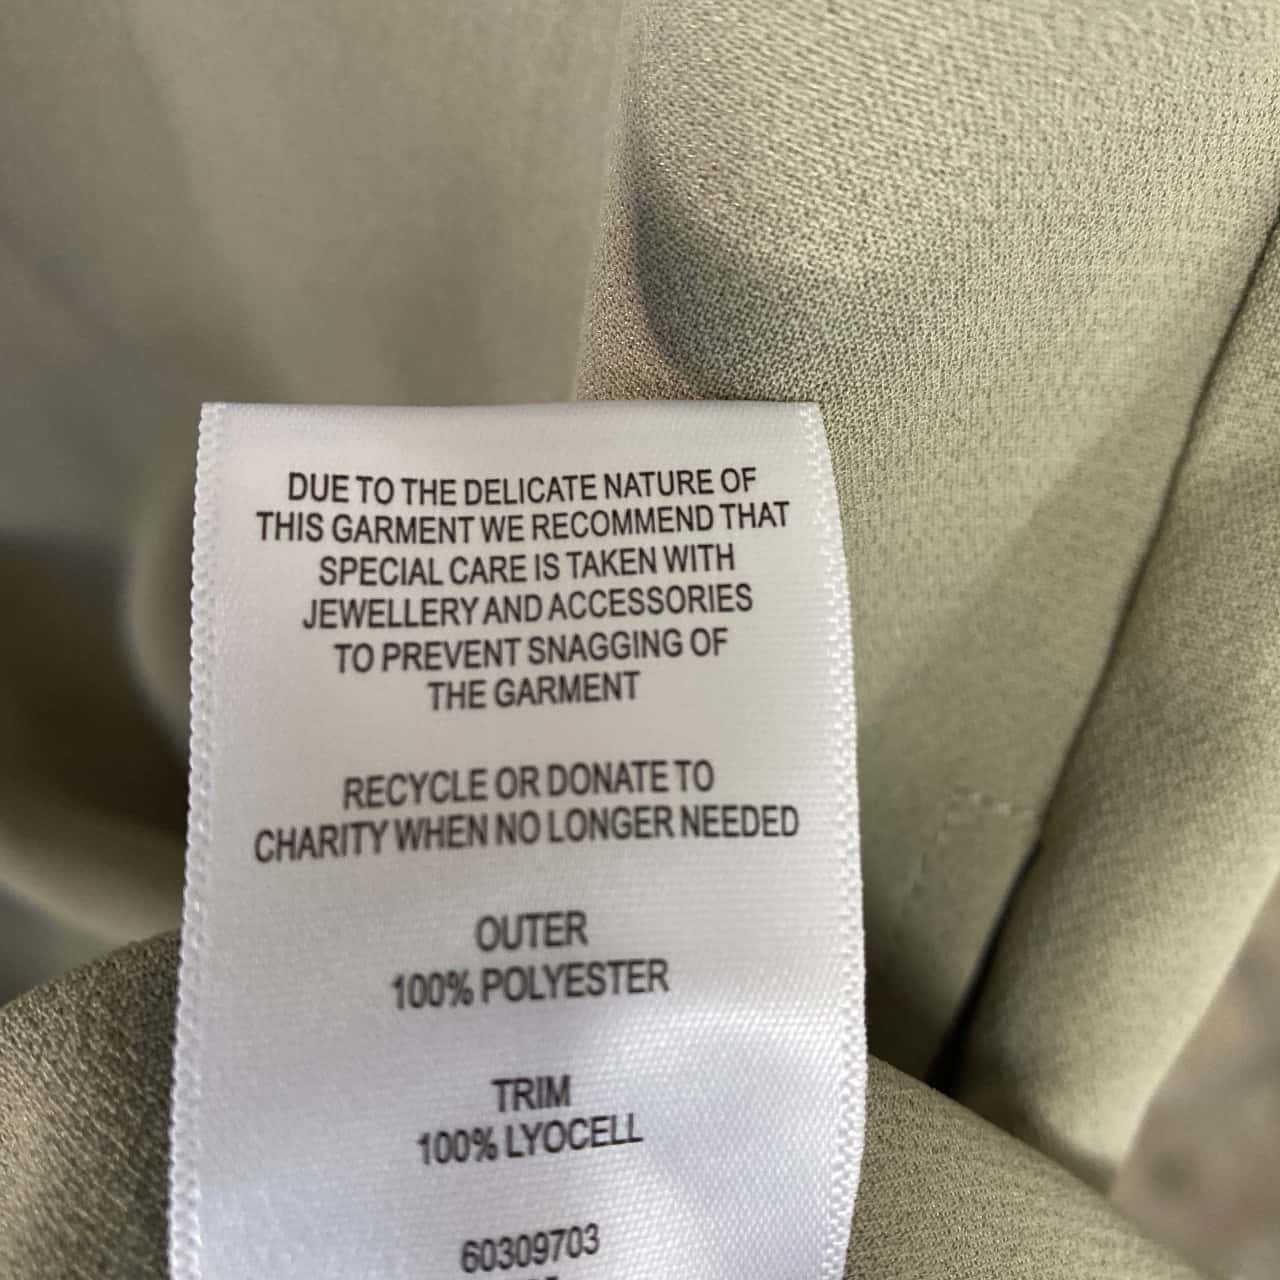 DUE TO THE DELICATE NATURE OF
THIS GARMENT WE RECOMMEND THAT
SPECIAL CARE IS TAKEN WITH
JEWELLERY AND ACCESSORIES
TO PREVENT SNAGGING OF
THE GARMENT
RECYCLE OR DONATE TO
CHARITY WHEN NO LONGER NEEDED
OUTER
100% POLYESTER
TRIM
100% LYOCELL
60309703